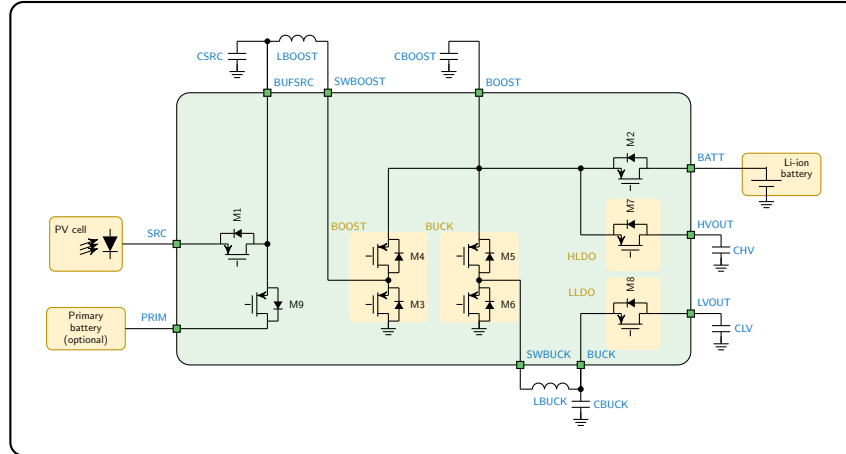 CSRC
LBOOST
SWBOOST
BUFSRC
CBOOST
BOOST
M2
BATT
Li-ion
battery
PV cell
SRC
M1
BOOST
BUCK
M7
HVOUT
CHV
M4
M5
HLDO
LLDO
M9
M3
M6
M8
LVOUT
CLV
Primary
battery
(optional)
PRIM
SWBUCK
BUCK
LBUCK
CBUCK